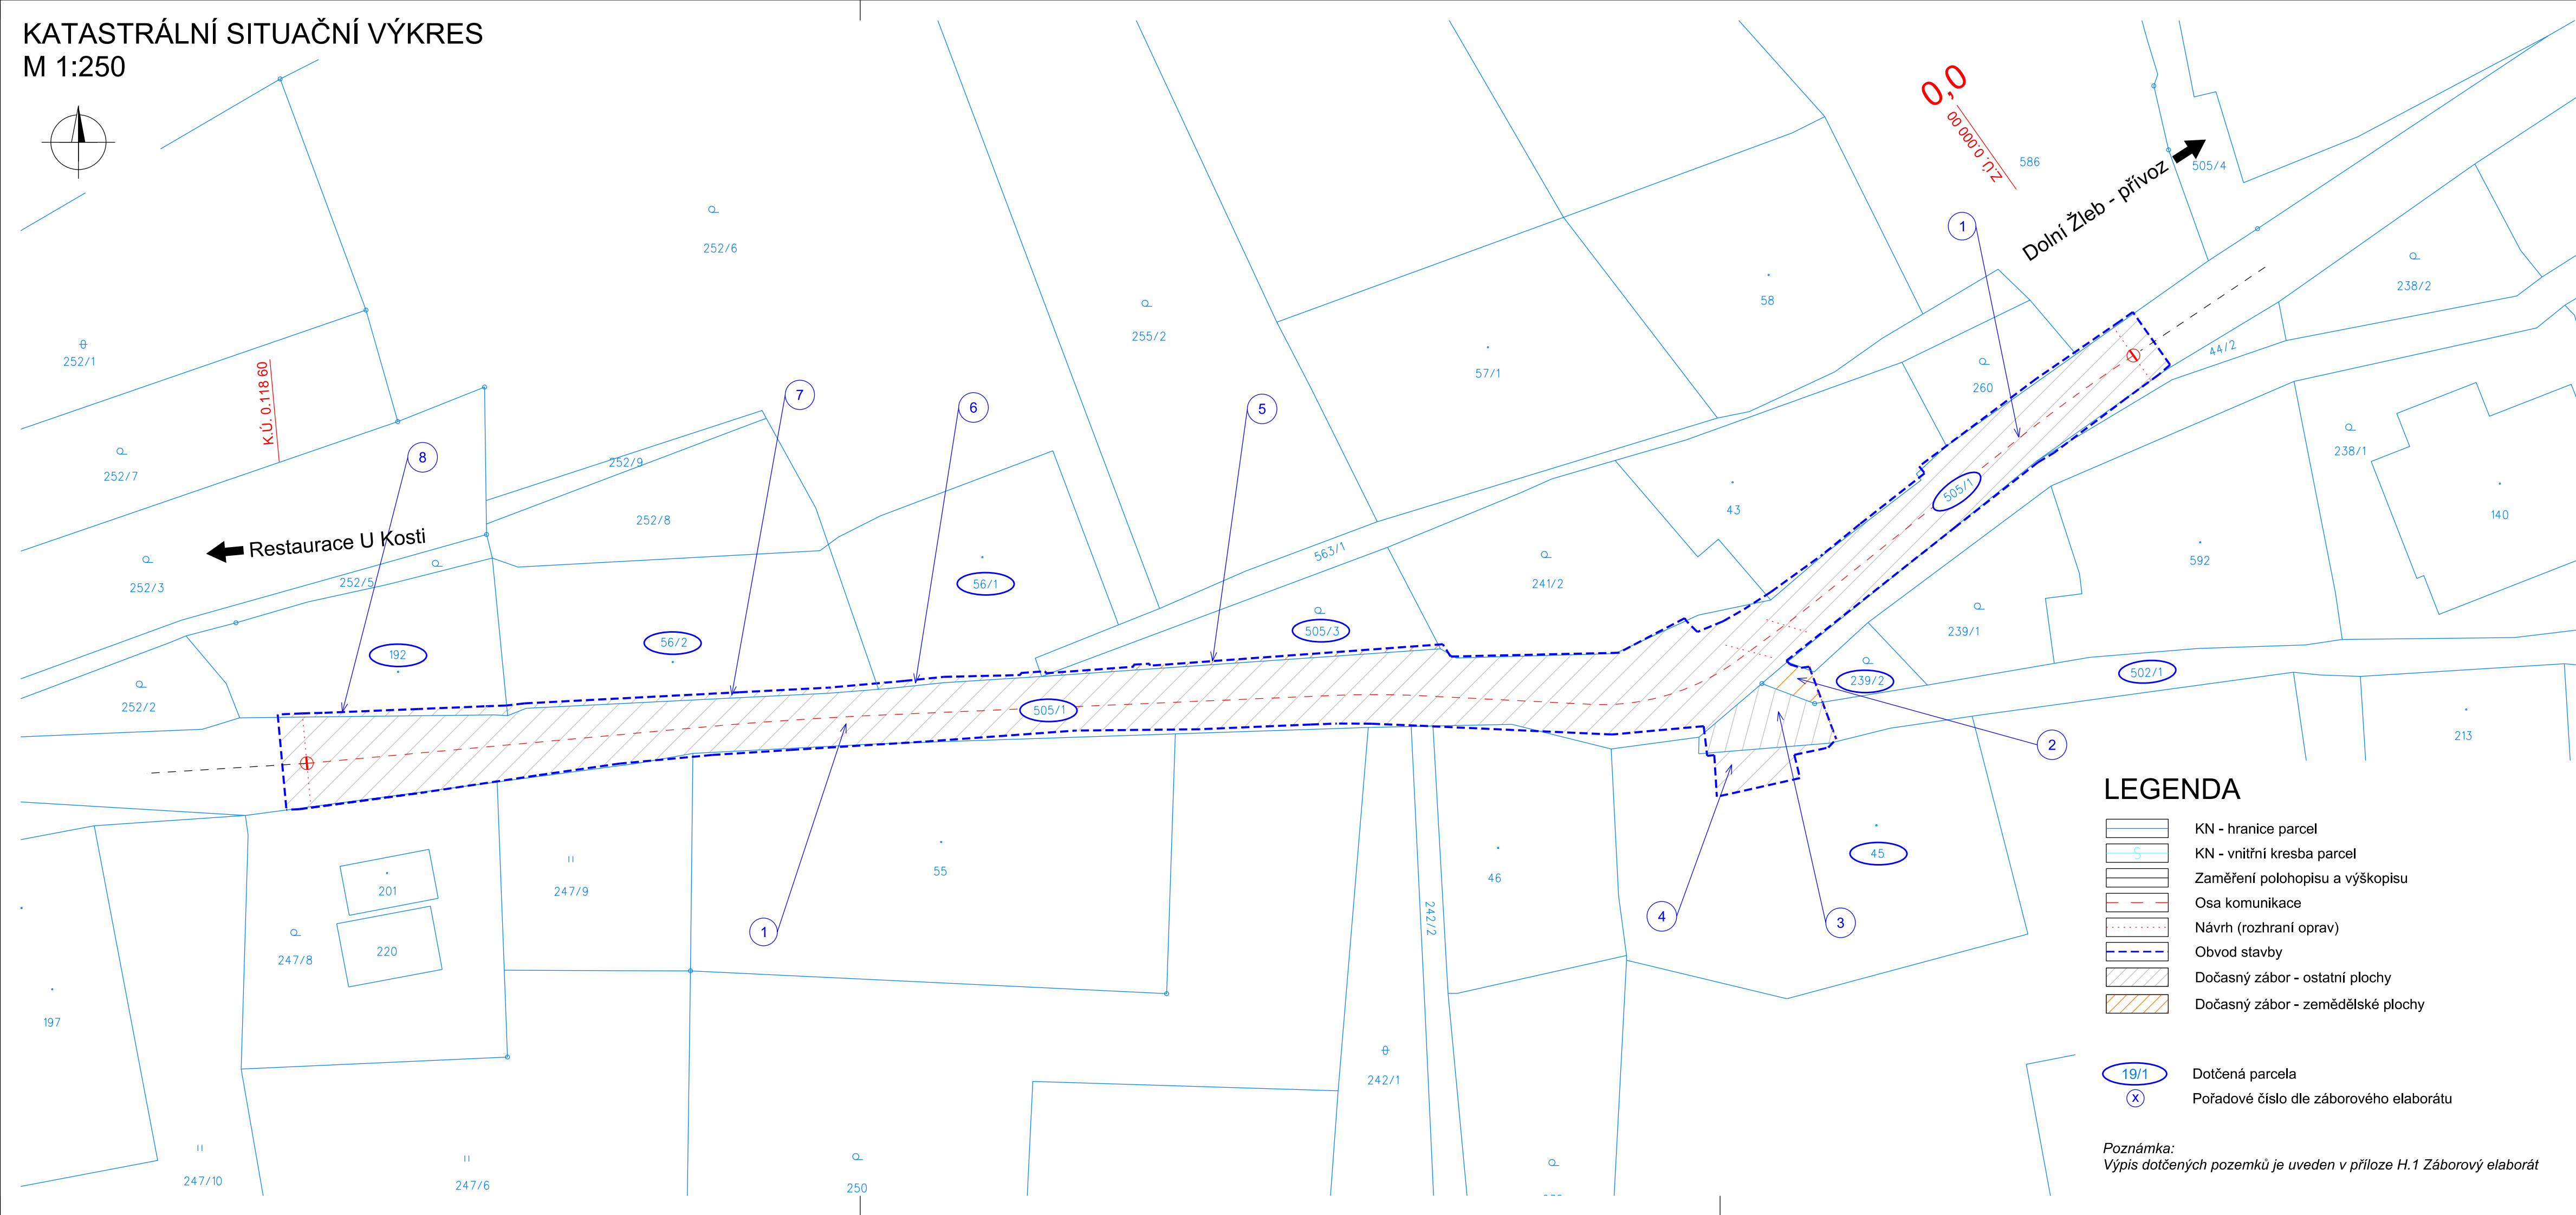 KATASTRÁLNÍ SITUAČNÍ VÝKRES
M 1:250
0,0
Z.Ú. 0.000 00
586
505/4
Dolní Žleb - přívoz
1
252/6
238/2
58
255/2
44/2
252/1
K.Ú. 0.118 60
57/1
260
7
6
5
8
238/1
252/9
252/7
505/1
43
140
252/8
Restaurace U Kosti
563/1
592
252/5
56/1
241/2
252/3
505/3
239/1
56/2
192
502/1
239/2
252/2
505/1
213
2
LEGENDA
KN - hranice parcel
S
KN - vnitřní kresba parcel
Zaměření polohopisu a výškopisu
Osa komunikace
Návrh (rozhraní oprav)
Obvod stavby
Dočasný zábor - ostatní plochy
Dočasný zábor - zemědělské plochy
45
55
46
201
247/9
242/2
4
3
1
220
247/8
197
242/1
19/1
Dotčená parcela
x
Pořadové číslo dle záborového elaborátu
Poznámka:
Výpis dotčených pozemků je uveden v příloze H.1 Záborový elaborát
247/10
247/6
250